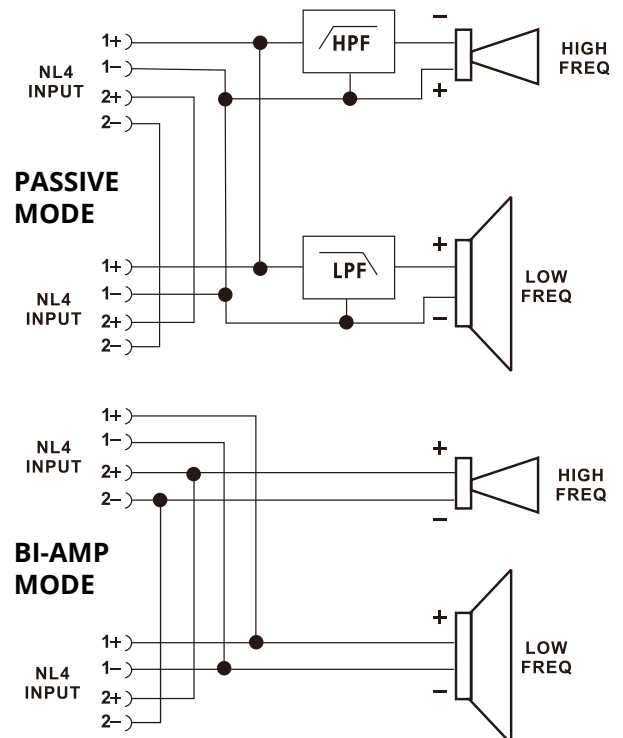 1+
1–
NL4
INPUT
2+
2–
HPF
–
+
HIGH
FREQ
PASSIVE
MODE
1+
1–
NL4
INPUT
2+
2–
LPF
+
–
LOW
FREQ
1+
1–
NL4
INPUT
2+
2–
+
–
HIGH
FREQ
BI-AMP
MODE
1+
1–
NL4
INPUT
2+
2–
+
–
LOW
FREQ